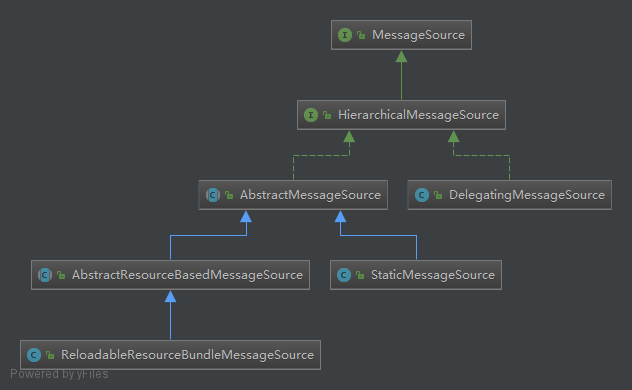 I MessageSource
I HierarchicalMessageSource
C AbstractMessageSource
C DelegatingMessageSource
C AbstractResourceBasedMessageSource
C StaticMessageSource
C ReloadableResourceBundleMessageSource
Powered by yFiles